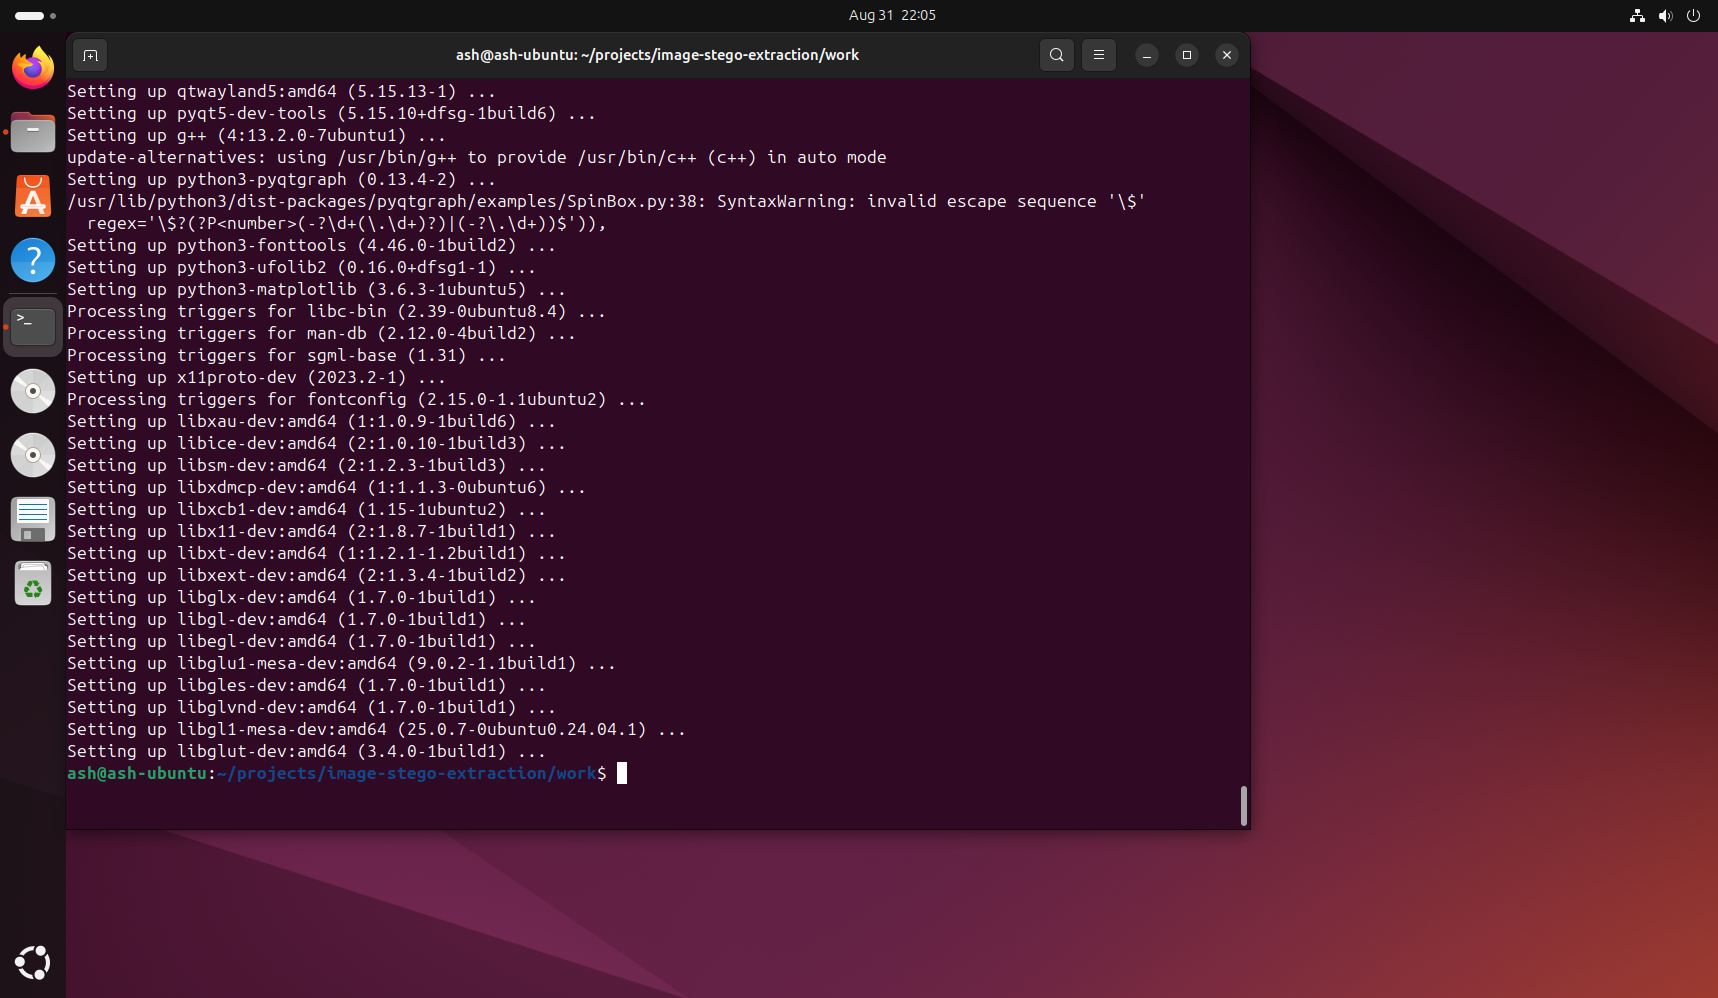 Aug 31 22:05
ash@ash-ubuntu: ~/projects/image-stego-extraction/work
Setting up qtwayland5:amd64 (5.15.13-1) ...
Setting up pyqt5-dev-tools (5.15.10+dfsg-1build6) ...
Setting up g++ (4:13.2.0-7ubuntu1) ...
update-alternatives: using /usr/bin/g++ to provide /usr/bin/c++ (c++) in auto mode
Setting up python3-pyqtgraph (0.13.4-2) ...
/usr/lib/python3/dist-packages/pyqtgraph/examples/SpinBox.py:38: SyntaxWarning: invalid escape sequence '\$'
  regex='\$?(?P<number>(-?\d+(\.\d+)?)|(-?\.\d+))$')),
Setting up python3-fonttools (4.46.0-1build2) ...
Setting up python3-ufolib2 (0.16.0+dfsg1-1) ...
Setting up python3-matplotlib (3.6.3-1ubuntu5) ...
Processing triggers for libc-bin (2.39-0ubuntu8.4) ...
Processing triggers for man-db (2.12.0-4build2) ...
Processing triggers for sgml-base (1.31) ...
Setting up x11proto-dev (2023.2-1) ...
Processing triggers for fontconfig (2.15.0-1.1ubuntu2) ...
Setting up libxau-dev:amd64 (1:1.0.9-1build6) ...
Setting up libice-dev:amd64 (2:1.0.10-1build3) ...
Setting up libsm-dev:amd64 (2:1.2.3-1build3) ...
Setting up libxdmcp-dev:amd64 (1:1.1.3-0ubuntu6) ...
Setting up libxcb1-dev:amd64 (1.15-1ubuntu2) ...
Setting up libx11-dev:amd64 (2:1.8.7-1build1) ...
Setting up libxt-dev:amd64 (1:1.2.1-1.2build1) ...
Setting up libxext-dev:amd64 (2:1.3.4-1build2) ...
Setting up libglx-dev:amd64 (1.7.0-1build1) ...
Setting up libgl-dev:amd64 (1.7.0-1build1) ...
Setting up libegl-dev:amd64 (1.7.0-1build1) ...
Setting up libglu1-mesa-dev:amd64 (9.0.2-1.1build1) ...
Setting up libgles-dev:amd64 (1.7.0-1build1) ...
Setting up libglvnd-dev:amd64 (1.7.0-1build1) ...
Setting up libgl1-mesa-dev:amd64 (25.0.7-0ubuntu0.24.04.1) ...
Setting up libglut-dev:amd64 (3.4.0-1build1) ...
ash@ash-ubuntu:~/projects/image-stego-extraction/work$